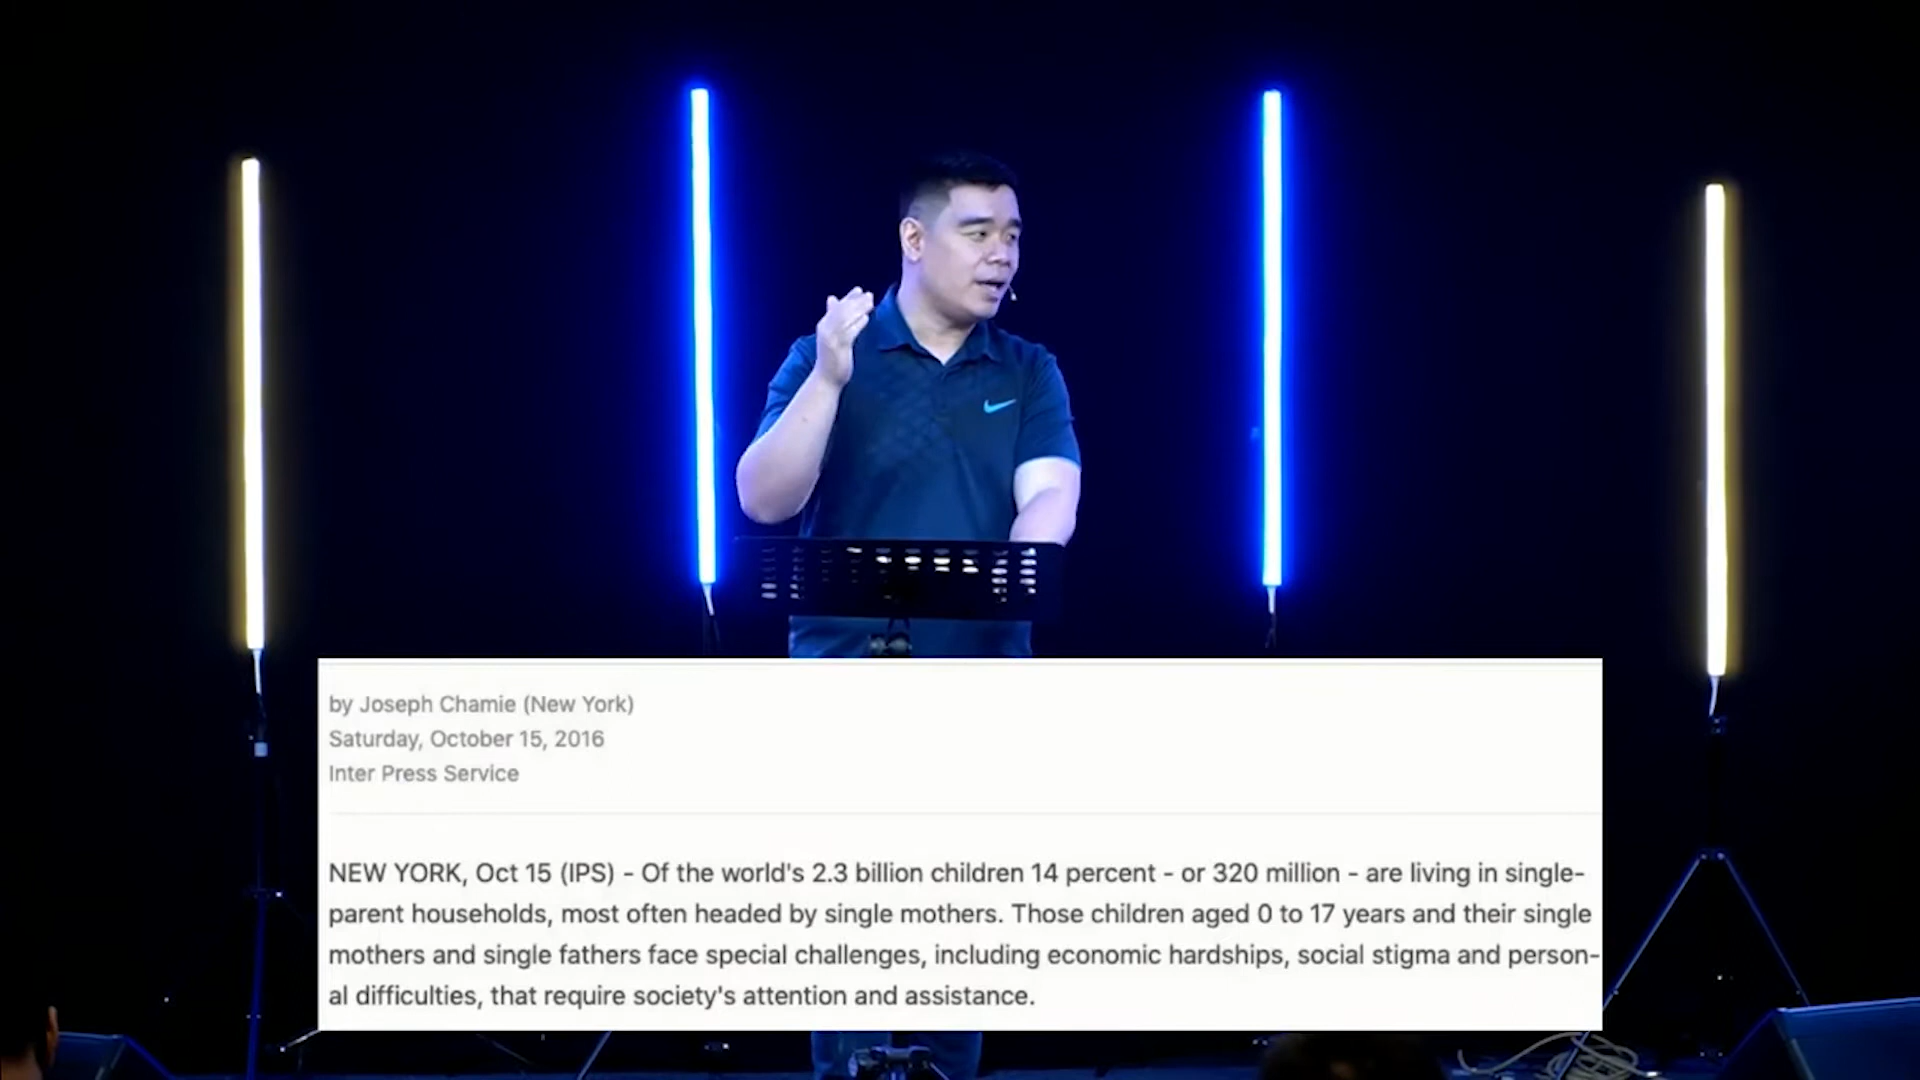 by Joseph Chamie (New York)
Saturday, October 15, 2016
Inter Press Service
NEW YORK, Oct 15 (IPS) - Of the world's 2.3 billion children 14 percent - or 320 million - are living in single-
parent households, most often headed by single mothers. Those children aged 0 to 17 years and their single
mothers and single fathers face special challenges, including economic hardships, social stigma and person-
al difficulties, that require society's attention and assistance.